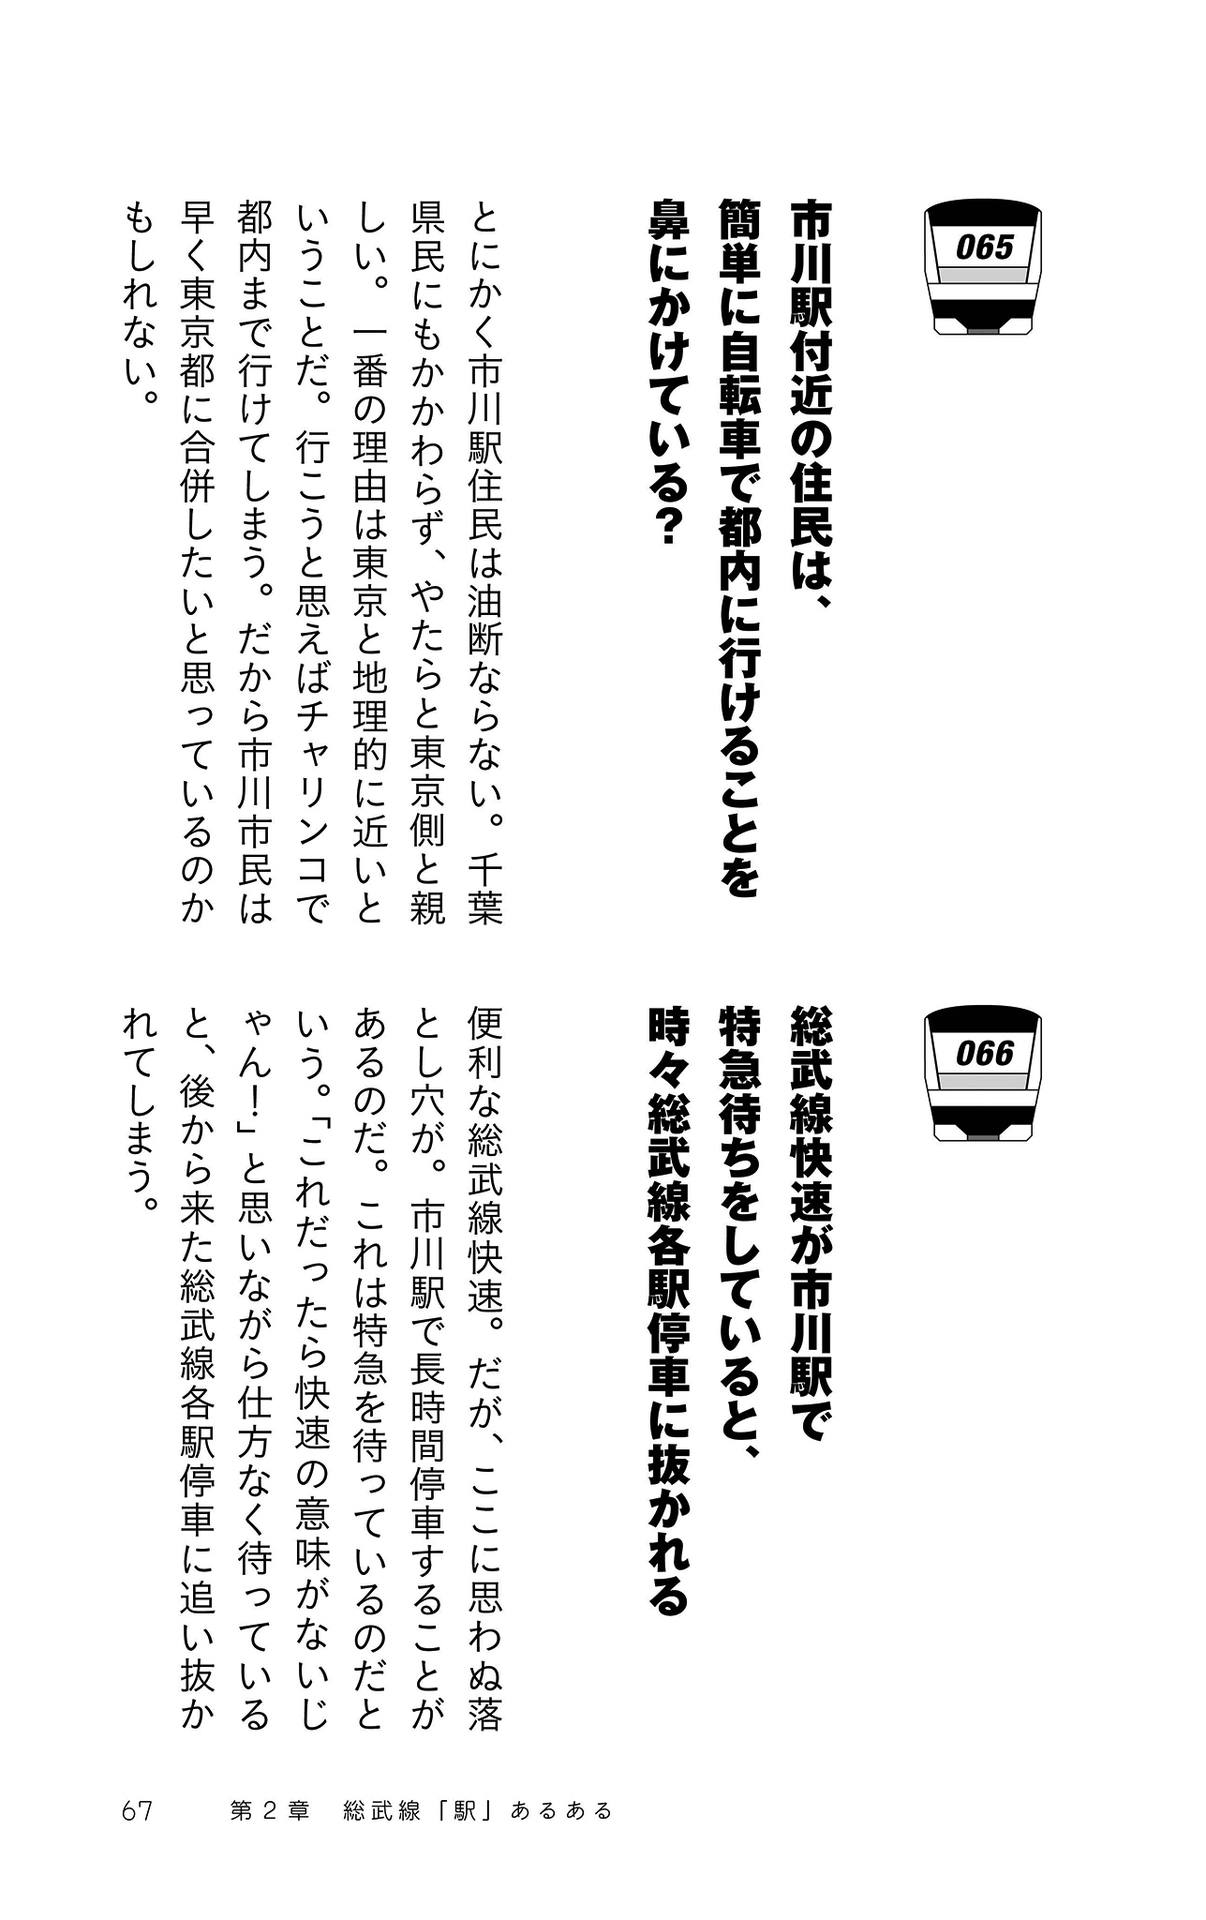 065
市川駅付近の住民は、
簡単に自転車で都内に行けることを
鼻にかけている？
とにかく市川駅住民は油断ならない。千葉
県民にもかかわらず、やたらと東京側と親
しい。一番の理由は東京と地理的に近いと
いうことだ。行こうと思えばチャリンコで
都内まで行けてしまう。だから市川市民は
早く東京都に合併したいと思っているのか
もしれない。
066
総武線快速が市川駅で
特急待ちをしていると、
時々総武線各駅停車に抜かれる
便利な総武線快速。だが、ここに思わぬ落
とし穴が。市川駅で長時間停車することが
あるのだ。これは特急を待っているのだと
いう。「これだったら快速の意味がないじ
ゃん！」と思いながら仕方なく待っている
と、後から来た総武線各駅停車に追い抜か
れてしまう。
67 第2章 総武線「駅」あるある